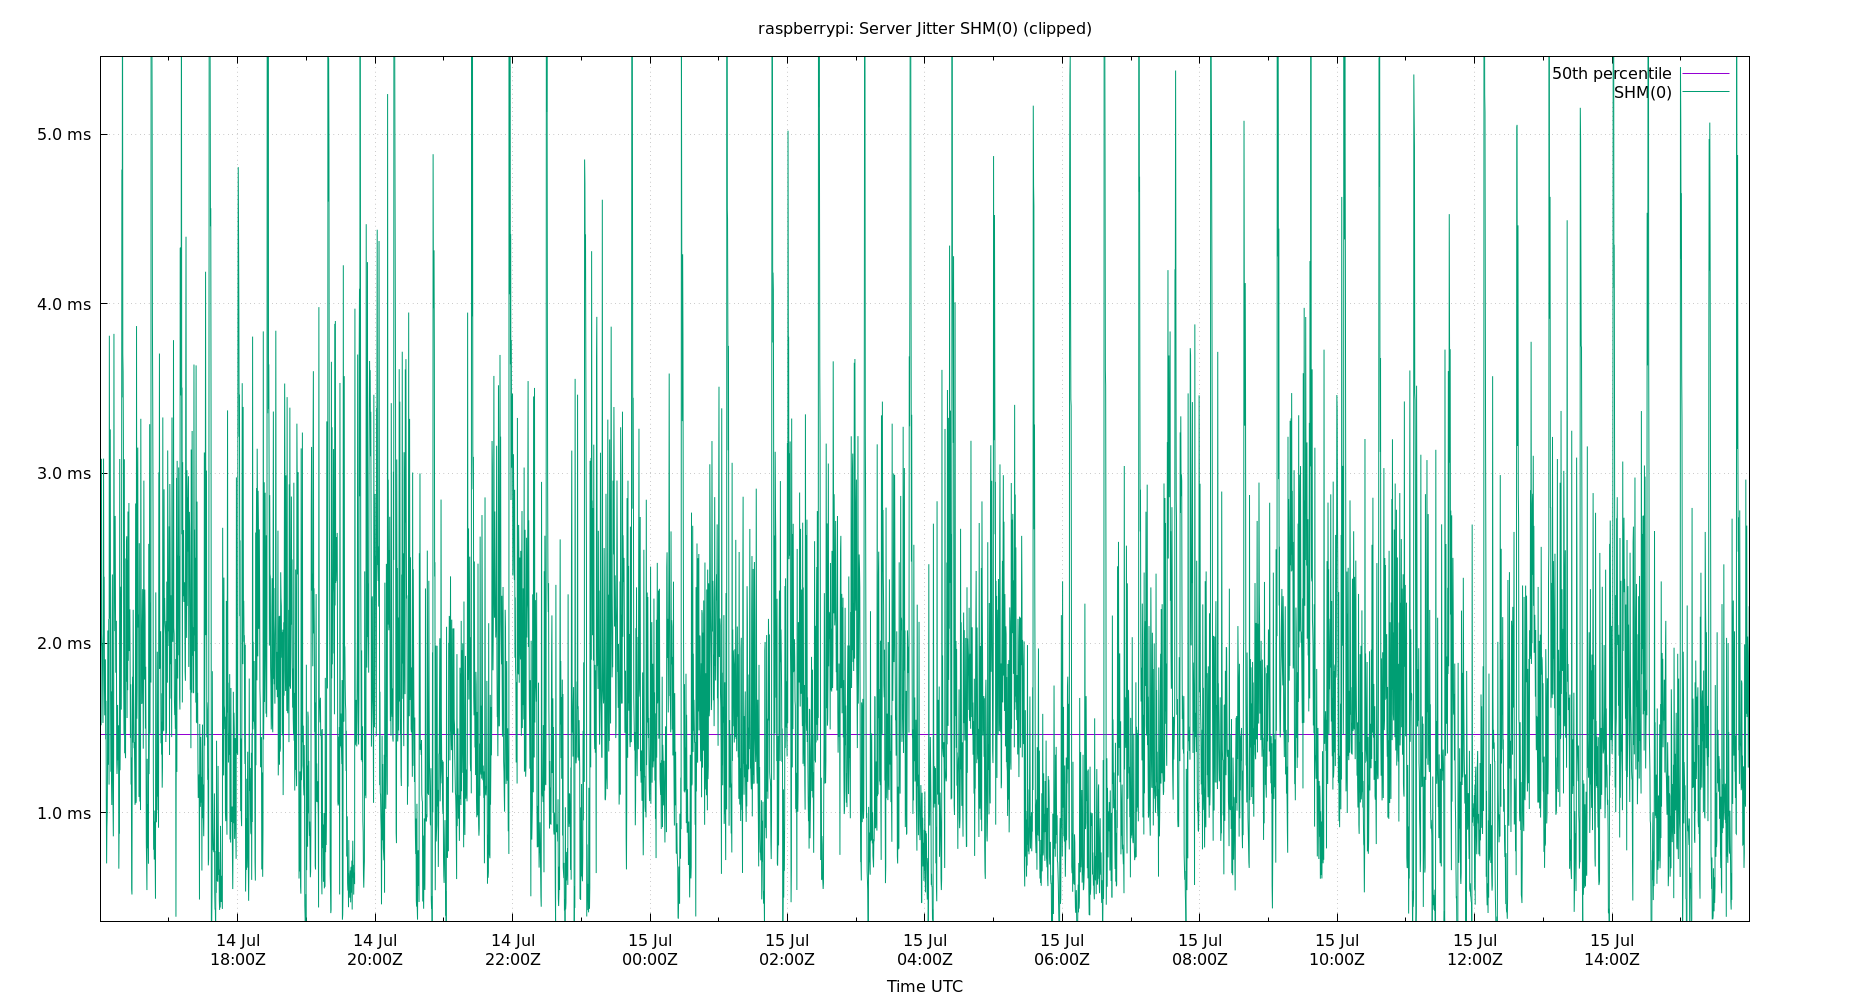 raspberrypi: Server Jitter SHM(0) (clipped)
50th percentile
SHM(0)
5.0 ms
4.0 ms
3.0 ms
2.0 ms
1.0 ms
14 Jul 14 Jul 14 Jul 15 Jul 15 Jul 15 Jul 15 Jul 15 Jul 15 Jul 15 Jul 15 Jul
18:00Z 20:00Z 22:00Z 00:00Z 02:00Z 04:00Z 06:00Z 08:00Z 10:00Z 12:00Z 14:00Z
Time UTC